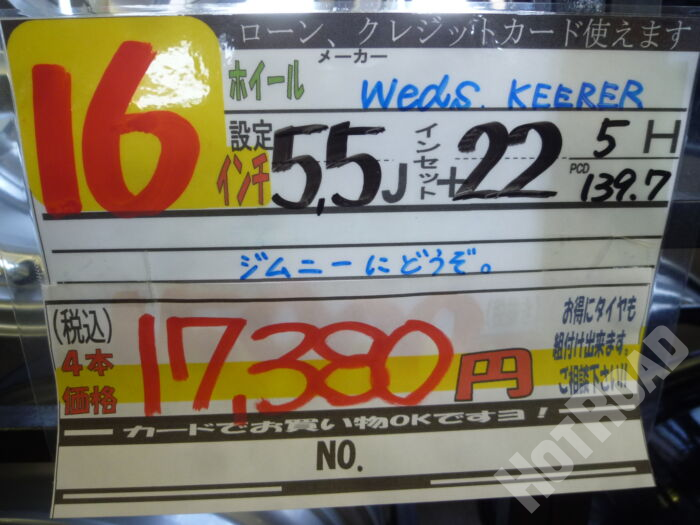 ローン、クレジットカード使えます
16
インチ
ホイール
設定
メーカー
Weds. KEERER
5,5J
インセット
+22
5H
PCD
139.7
ジムニーにどうぞ。
(税込)
4本
価格
17,380円
お得にタイヤも
組付け出来ます。
ご相談下さい!!
カードでお買い物OKですヨ!
NO.
HOTROAD